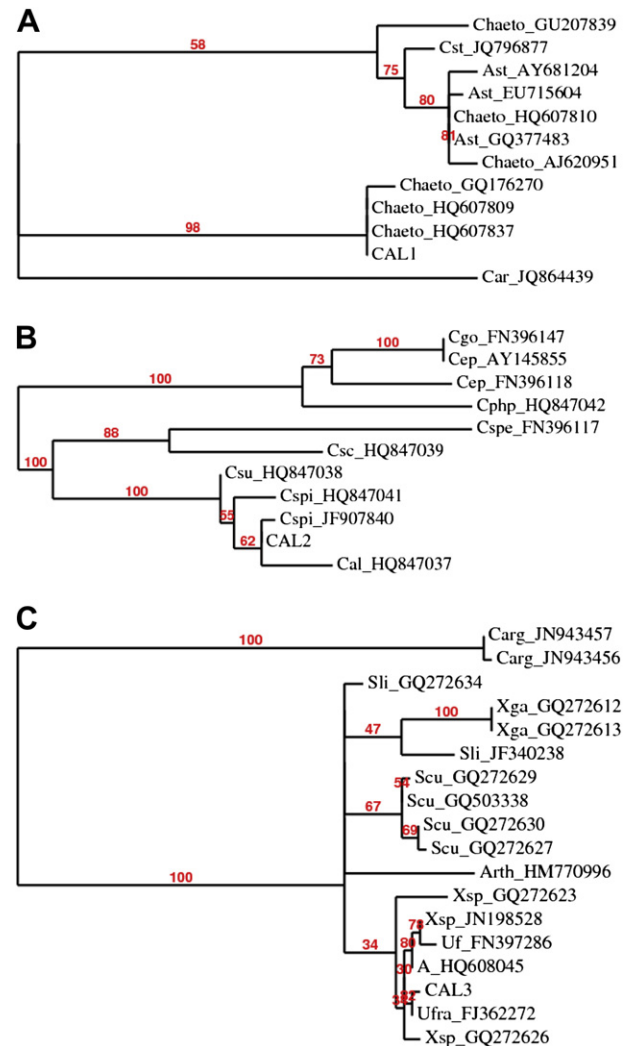 A
Chaeto_GU207839
58
Cst_JQ796877
75
Ast_AY681204
80
Ast_EU715604
Chaeto_HQ607810
81
Ast_GQ377483
Chaeto_AJ620951
Chaeto_GQ176270
Chaeto_HQ607809
98
Chaeto_HQ607837
CAL1
Car_JQ864439
B
Cgo_FN396147
100
Cep_AY145855
73
Cep_FN396118
100
Cphp_HQ847042
Cspe_FN396117
88
Csc_HQ847039
100
Csu_HQ847038
100
Cspi_HQ847041
55
Cspi_JF907840
62
CAL2
Cal_HQ847037
C
Carg_JN943457
100
Carg_JN943456
Sli_GQ272634
Xga_GQ272612
100
Xga_GQ272613
47
Sli_JF340238
Scu_GQ272629
54
Scu_GQ503338
67
Scu_GQ272630
69
Scu_GQ272627
Arth_HM770996
100
Xsp_GQ272623
Xsp_JN198528
78
Uf_FN397286
80
34
A_HQ608045
30
CAL3
Ufra_FJ362272
Xsp_GQ272626